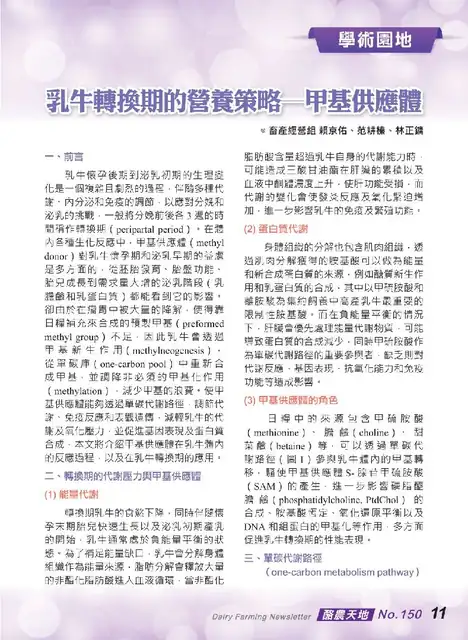 學術園地
乳牛轉換期的營養策略—甲基供應體
畜產經營組 賴京佑、范耕榛、林正鏞
一、前言
乳牛懷孕後期到泌乳初期的生理變
化是一個複雜且劇烈的過程，伴隨多種代
謝、內分泌和免疫的調節，以應對分娩和
泌乳的挑戰，一般將分娩前後各 3 週的時
間稱作轉換期（peripartal period）。在體
內各種生化反應中，甲基供應體（methyl
donor）對乳牛懷孕期和泌乳早期的益處
是多方面的，從胚胎發育、胎盤功能、
胎兒成長到需求量大增的泌乳階段（乳
醣和乳蛋白質）都能看到它的影響。
卻由於在瘤胃中被大量的降解，使得靠
日糧補充來合成的預製甲基（preformed
methyl group）不足，因此乳牛會透過
甲基新生作用（methylneogenesis），
從單碳庫（one-carbon pool）中重新合
成甲基，並調降非必須的甲基化作用
（methylation），減少甲基的浪費。使甲
基供應體能夠透過單碳代謝路徑，調節代
謝、免疫反應和表觀遺傳，減輕乳牛的代
謝及氧化壓力，並促進基因表現及蛋白質
合成。本文將介紹甲基供應體在乳牛體內
的反應過程，以及在乳牛轉換期的應用。
二、轉換期的代謝壓力與甲基供應體
(1) 能量代謝
轉換期乳牛的食慾下降，同時伴隨懷
孕末期胎兒快速生長以及泌乳初期產乳
的開始，乳牛通常處於負能量平衡的狀
態。為了補足能量缺口，乳牛會分解身體
組織作為能量來源，脂肪分解會釋放大量
的非酯化脂肪酸進入血液循環，當非酯化
脂肪酸含量超過乳牛自身的代謝能力時，
可能造成三酸甘油酯在肝臟的累積以及
血液中酮體濃度上升，使肝功能受損，而
代謝的變化會使發炎反應及氧化緊迫增
加，進一步影響乳牛的免疫及繁殖功能。
(2) 蛋白質代謝
身體組織的分解也包含肌肉組織，透
過肌肉分解獲得的胺基酸可以做為能量
和新合成蛋白質的來源，例如醣質新生作
用和乳蛋白質的合成，其中以甲硫胺酸和
離胺酸為集約飼養中高產乳牛最重要的
限制性胺基酸。而在負能量平衡的情況
下，肝臟會優先處理能量代謝物質，可能
導致蛋白質的合成減少。同時甲硫胺酸作
為單碳代謝路徑的重要參與者，缺乏則對
代謝反應、基因表現、抗氧化能力和免疫
功能等造成影響。
(3) 甲基供應體的角色
日糧中的來源包含甲硫胺酸
（methionine）、膽鹼（choline）、甜
菜鹼（betaine）等，可以透過單碳代
謝路徑（圖 1）參與乳牛體內的甲基轉
移，驅使甲基供應體 S- 腺苷甲硫胺酸
（SAM）的產生，進一步影響磷脂醯
膽鹼（phosphatidylcholine, PtdChol）的
合成、胺基酸恆定、氧化還原平衡以及
DNA 和組蛋白的甲基化等作用，多方面
促進乳牛轉換期的性能表現。
三、單碳代謝路徑
（one-carbon metabolism pathway）
Dairy Farming Newsletter 酪農天地 No.150 11